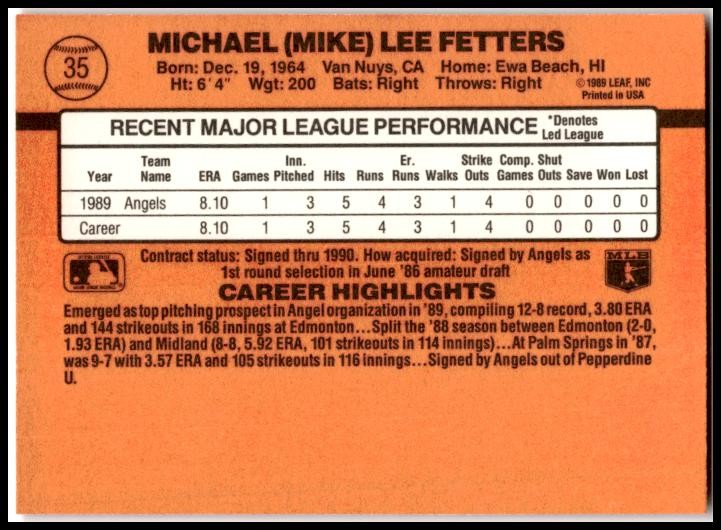 35
MICHAEL (MIKE) LEE FETTERS
Born: Dec. 19, 1964 Van Nuys, CA Home: Ewa Beach, HI
Ht: 6'4" Wgt: 200 Bats: Right Throws: Right
© 1989 LEAF, INC
Printed in USA
RECENT MAJOR LEAGUE PERFORMANCE *Denotes
Led League
Team Inn. Er. Strike Comp. Shut
Year Name ERA Games Pitched Hits Runs Runs Walks Outs Games Outs Save Won Lost
1989 Angels 8.10 1 3 5 4 3 1 4 0 0 0 0 0
Career 8.10 1 3 5 4 3 1 4 0 0 0 0 0
Contract status: Signed thru 1990. How acquired: Signed by Angels as
1st round selection in June '86 amateur draft
MLB
CAREER HIGHLIGHTS
Emerged as top pitching prospect in Angel organization in '89, compiling 12-8 record, 3.80 ERA
and 144 strikeouts in 168 innings at Edmonton...Split the '88 season between Edmonton (2-0,
1.93 ERA) and Midland (8-8, 5.92 ERA, 101 strikeouts in 114 innings)...At Palm Springs in '87,
was 9-7 with 3.57 ERA and 105 strikeouts in 116 innings...Signed by Angels out of Pepperdine
U.